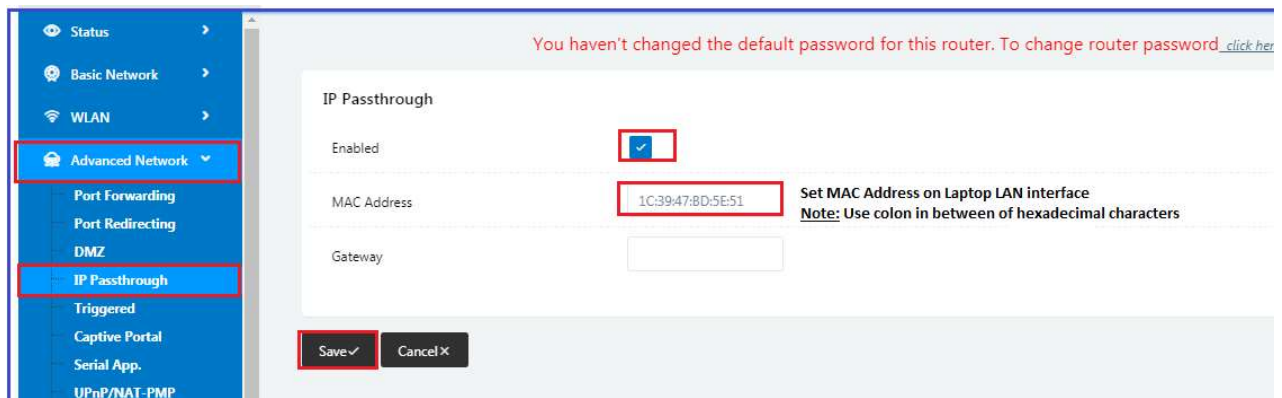 Status
Basic Network
WLAN
Advanced Network
Port Forwarding
Port Redirecting
DMZ
IP Passthrough
Triggered
Captive Portal
Serial App.
UPnP/NAT-PMP
You haven't changed the default password for this router. To change router password click her
IP Passthrough
Enabled
MAC Address 1C:39:47:BD:5E:51 Set MAC Address on Laptop LAN interface
Note: Use colon in between of hexadecimal characters
Gateway
Save Cancel